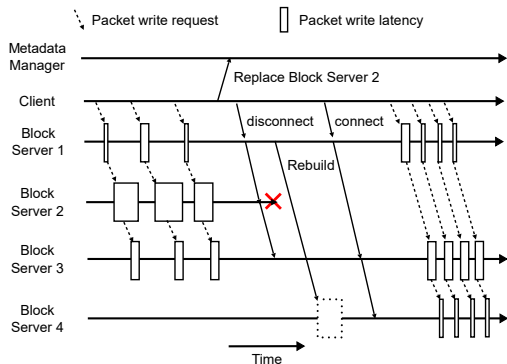 Packet write request
Packet write latency
Metadata
Manager
Replace Block Server 2
Client
disconnect
connect
Block
Server 1
Rebuild
Block
Server 2
Block
Server 3
Block
Server 4
Time